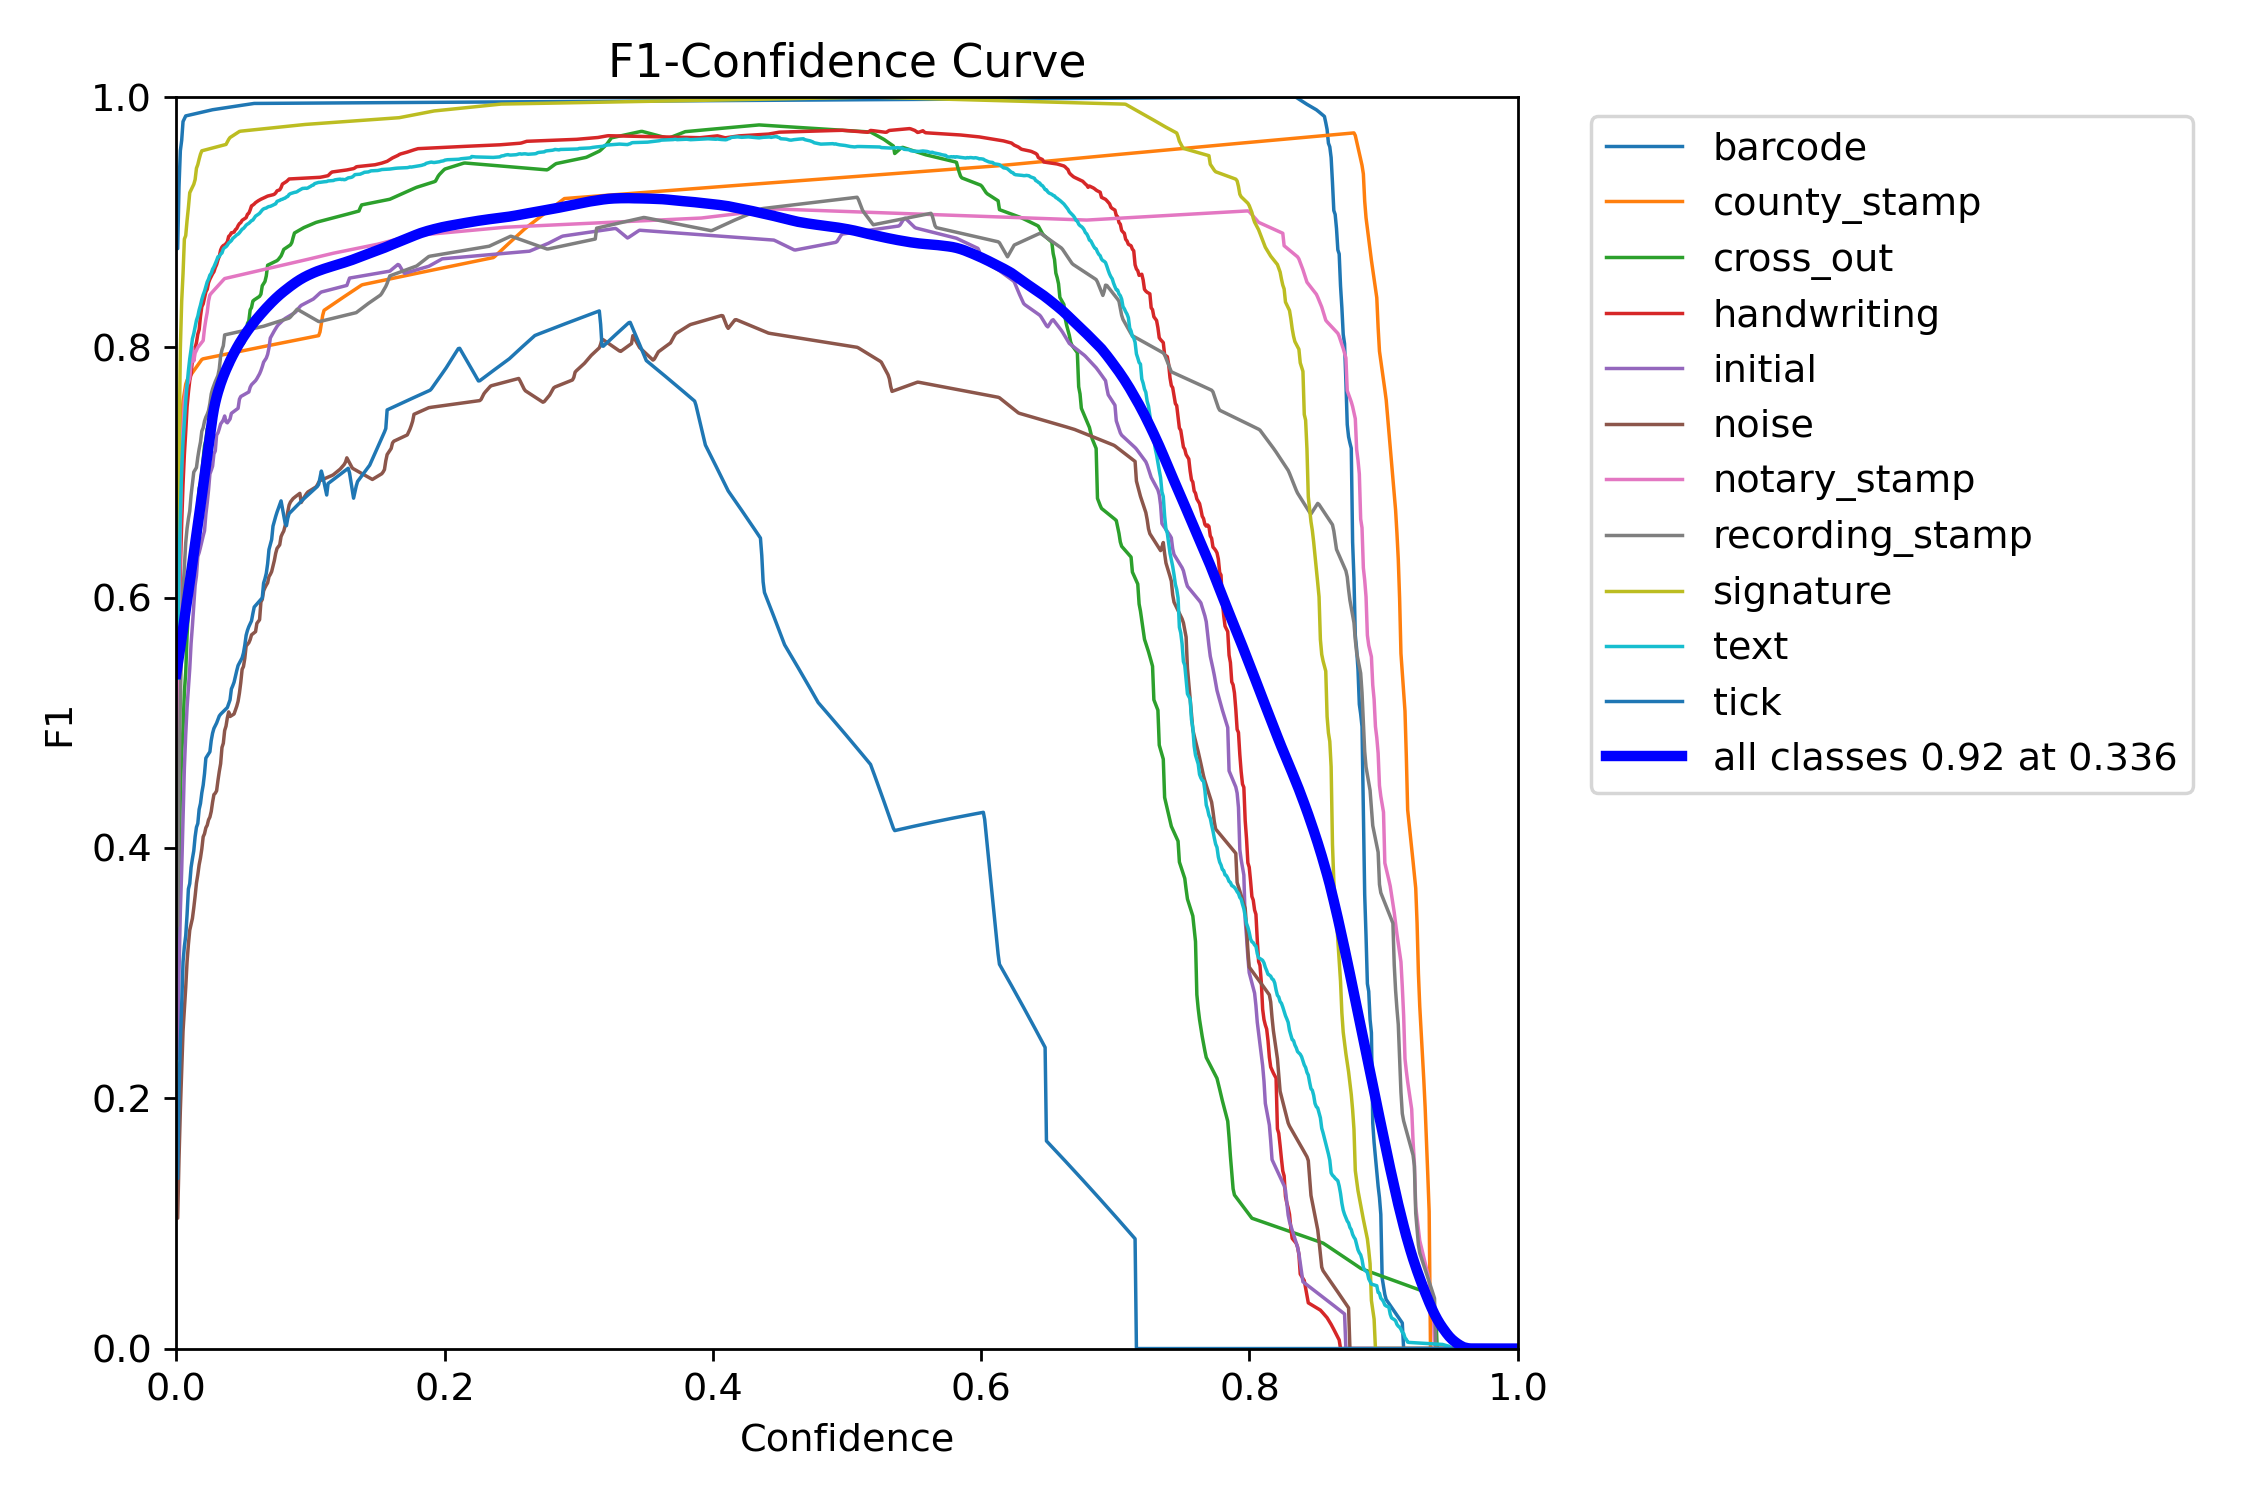 F1-Confidence Curve
1.0
0.8
0.6
0.4
0.2
0.0
F1
0.0 0.2 0.4 0.6 0.8 1.0
Confidence
barcode
county_stamp
cross_out
handwriting
initial
noise
notary_stamp
recording_stamp
signature
text
tick
all classes 0.92 at 0.336